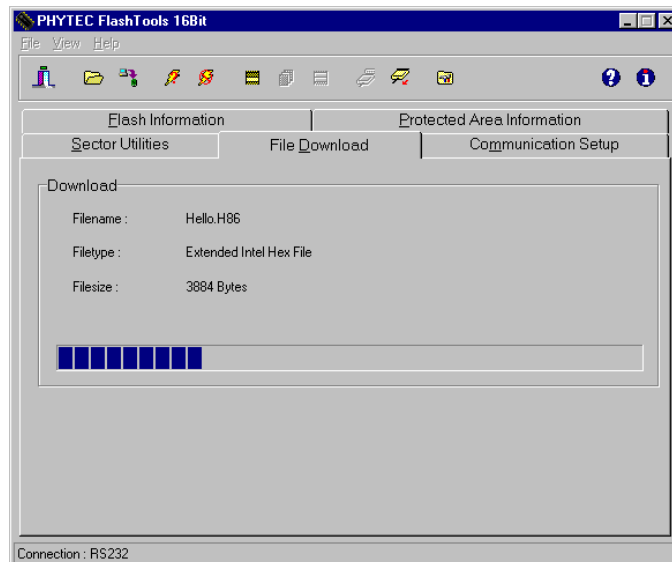 PHYTEC FlashTools 16Bit
File View Help
Flash Information Protected Area Information
Sector Utilities File Download Communication Setup
Download
Filename : Hello.H86
Filetype : Extended Intel Hex File
Filesize : 3884 Bytes
Connection : RS232